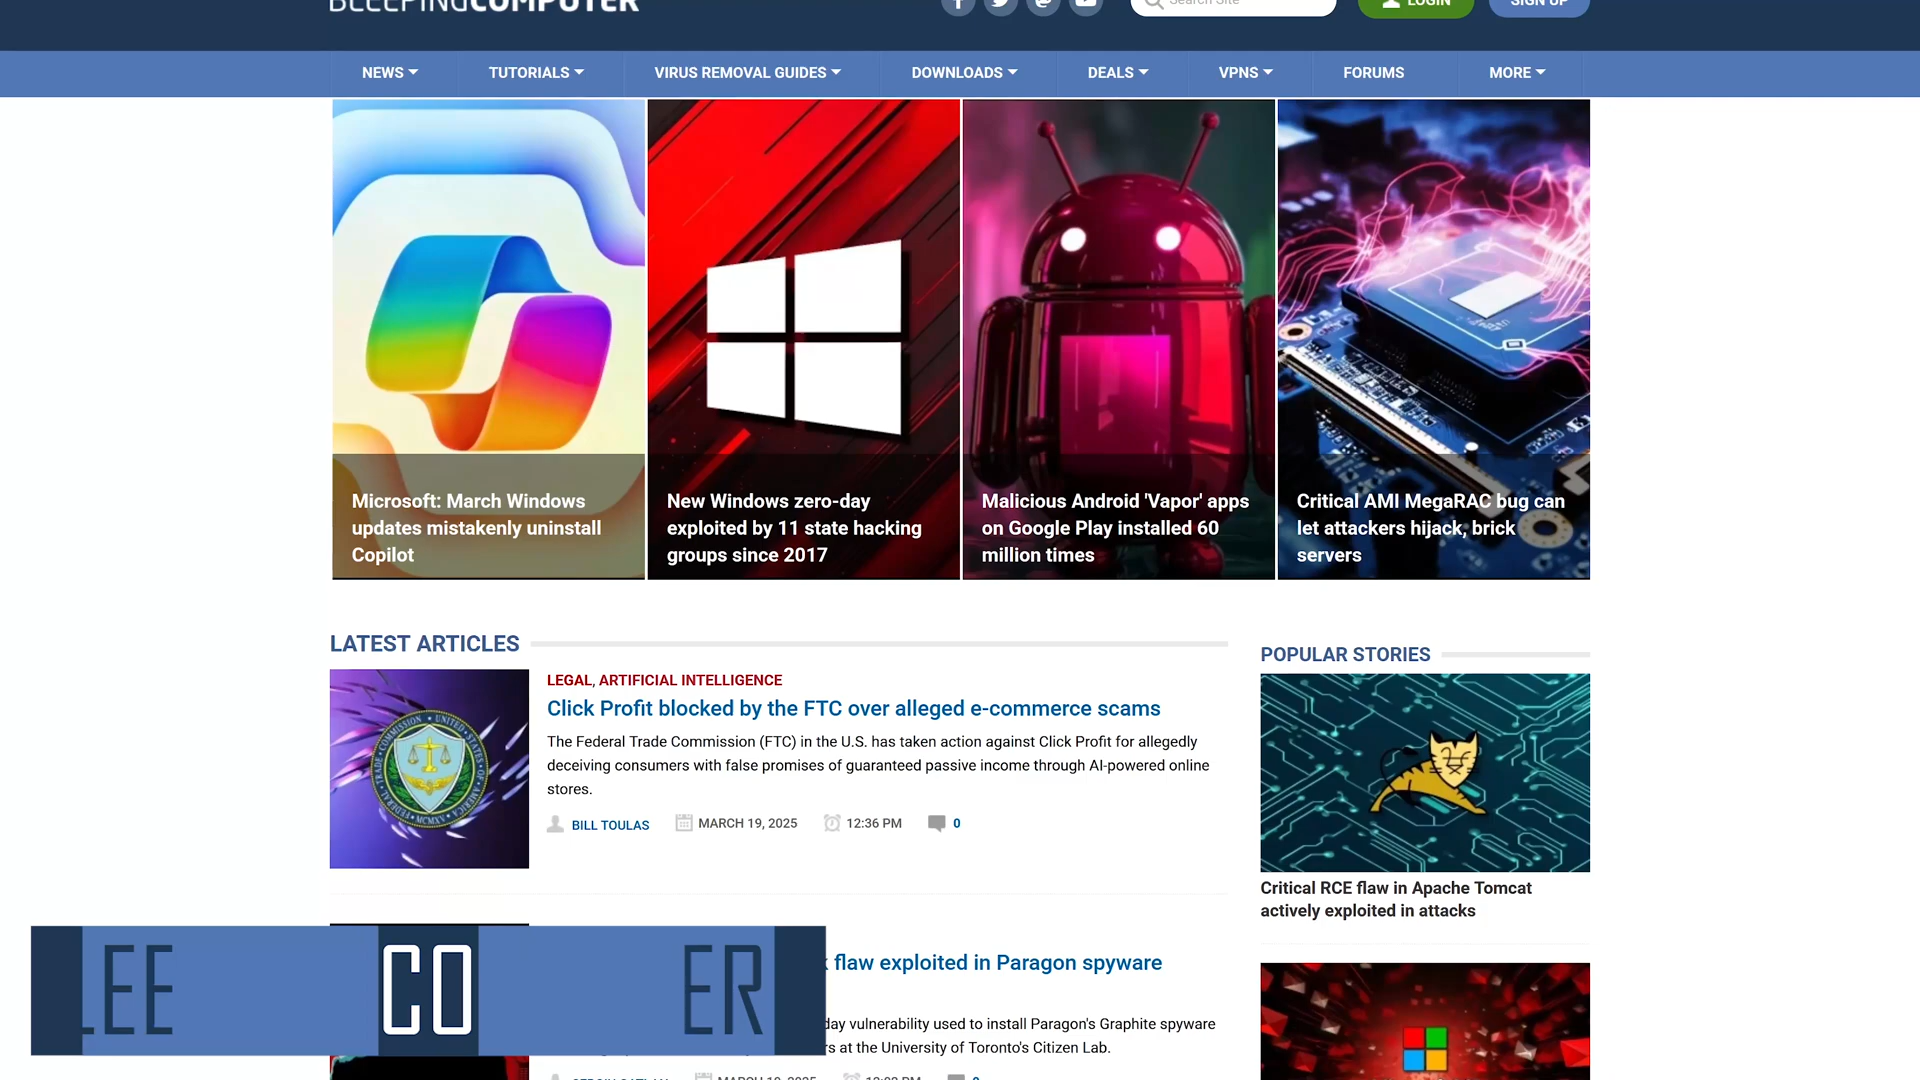 BLEEPINGCOMPUTER
Search Site
LOGIN
SIGN UP
NEWS
TUTORIALS
VIRUS REMOVAL GUIDES
DOWNLOADS
DEALS
VPNS
FORUMS
MORE
Microsoft: March Windows
updates mistakenly uninstall
Copilot
New Windows zero-day
exploited by 11 state hacking
groups since 2017
Malicious Android 'Vapor' apps
on Google Play installed 60
million times
Critical AMI MegaRAC bug can
let attackers hijack, brick
servers
LATEST ARTICLES
LEGAL, ARTIFICIAL INTELLIGENCE
Click Profit blocked by the FTC over alleged e-commerce scams
The Federal Trade Commission (FTC) in the U.S. has taken action against Click Profit for allegedly
deceiving consumers with false promises of guaranteed passive income through AI-powered online
stores.
BILL TOULAS
MARCH 19, 2025
12:36 PM
0
flaw exploited in Paragon spyware
day vulnerability used to install Paragon's Graphite spyware
at the University of Toronto's Citizen Lab.
MARCH 19, 2025
LEE CO ER
POPULAR STORIES
Critical RCE flaw in Apache Tomcat
actively exploited in attacks